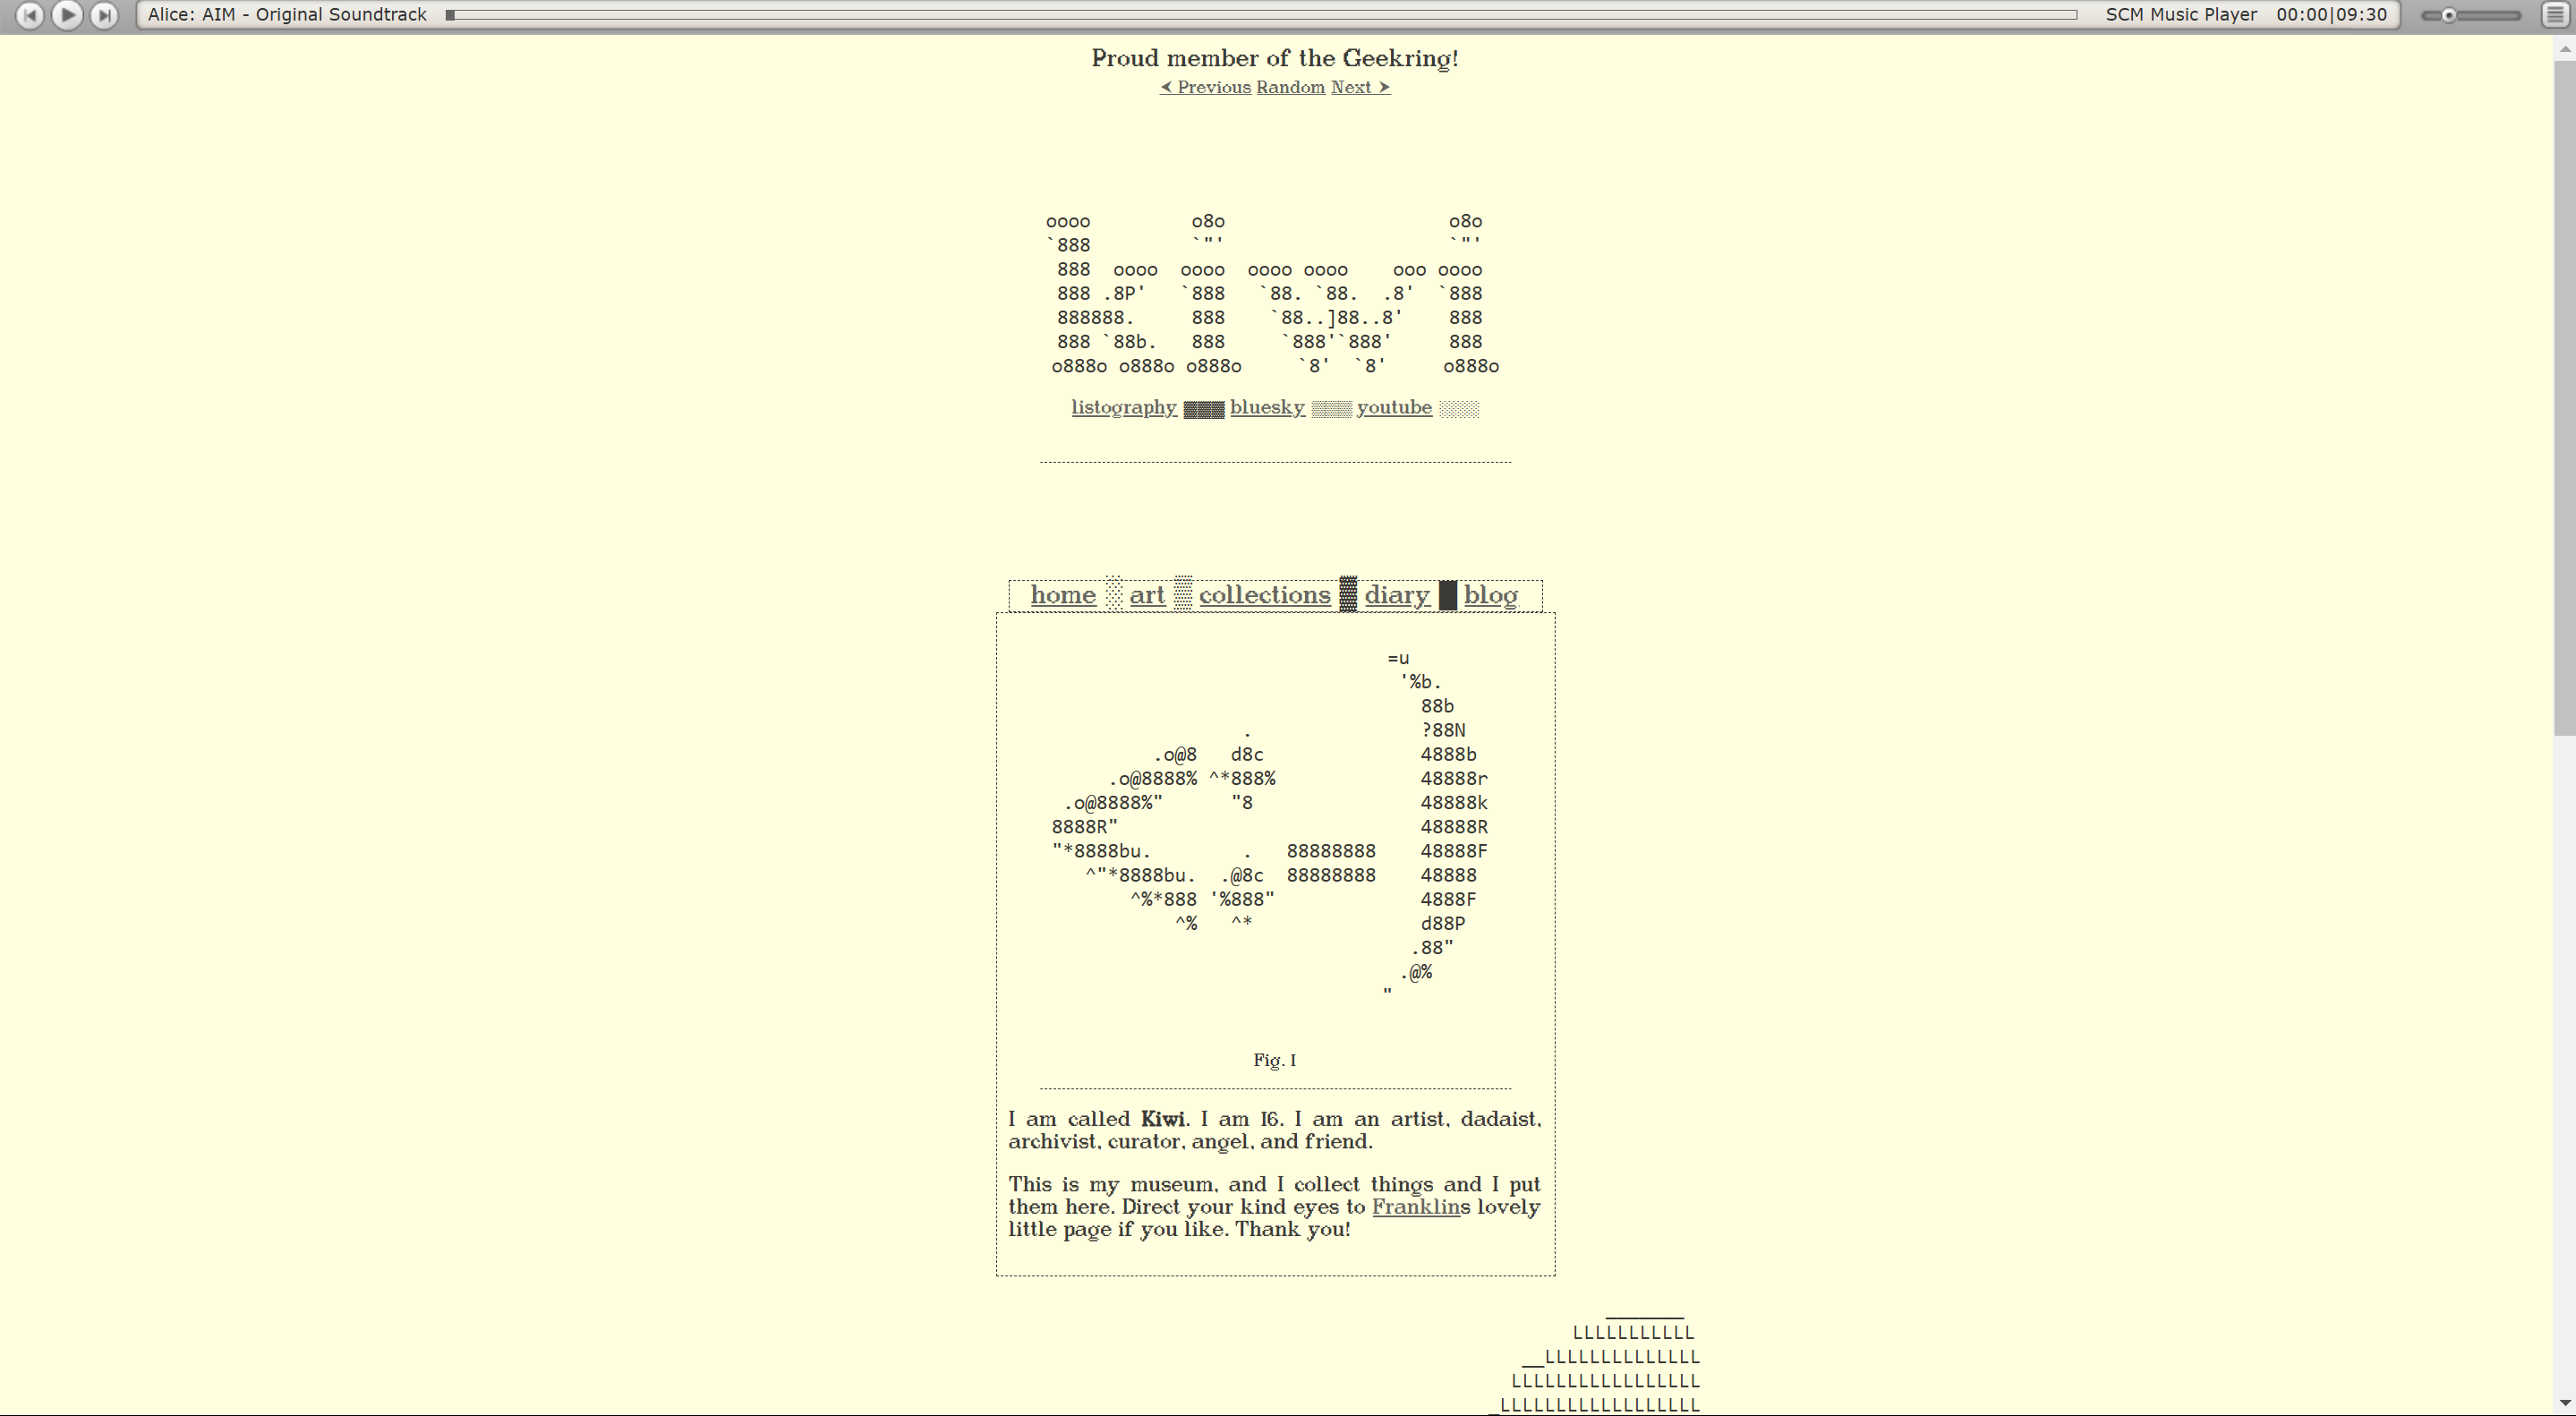 Alice: AIM - Original Soundtrack SCM Music Player 00:00|09:30
Proud member of the Geekring!
⮜ Previous Random Next ⮞
oooo         o8o                    o8o
`888         `"'                    `"'
 888  oooo  oooo  oooo oooo    ooo oooo
 888 .8P'   `888   `88. `88.  .8'  `888
 888888.     888    `88..]88..8'    888
 888 `88b.   888     `888'`888'     888
o888o o888o o888o     `8'  `8'     o888o
listography ▓▓▓ bluesky ▒▒▒ youtube ░░░
home ░ art ▒ collections ▓ diary █ blog
                              =u
                               '%b.
                                 88b
                 .               ?88N
         .o@8   d8c              4888b
     .o@8888% ^*888%             48888r
 .o@8888%"      "8               48888k
8888R"                           48888R
"*8888bu.        .   88888888    48888F
   ^"*8888bu.  .@8c  88888888    48888
       ^%*888 '%888"             4888F
           ^%   ^*               d88P
                                .88"
                               .@%
                              "
Fig. I
I am called Kiwi. I am 16. I am an artist, dadaist,
archivist, curator, angel, and friend.
This is my museum, and I collect things and I put
them here. Direct your kind eyes to Franklins lovely
little page if you like. Thank you!
_______
LLLLLLLLLLL
__LLLLLLLLLLLLLL
LLLLLLLLLLLLLLLLL
_LLLLLLLLLLLLLLLLLL